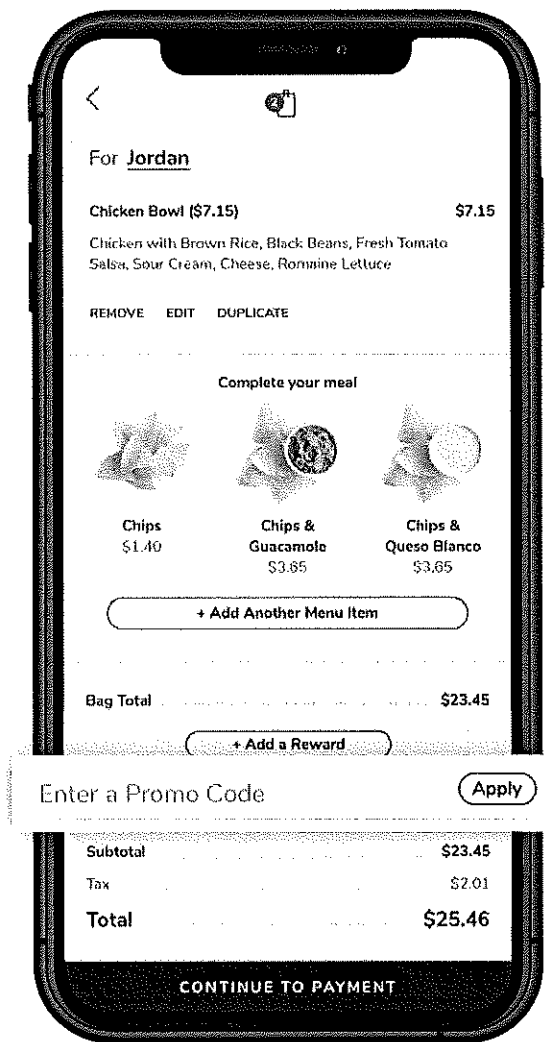 For Jordan
Chicken Bowl ($7.15) $7.15
Chicken with Brown Rice, Black Beans, Fresh Tomato
Salsa, Sour Cream, Cheese, Romaine Lettuce
REMOVE EDIT DUPLICATE
Complete your meal
Chips
$1.40
Chips &
Guacamole
$3.65
Chips &
Queso Blanco
$3.65
+ Add Another Menu Item
Bag Total $23.45
+ Add a Reward
Enter a Promo Code Apply
Subtotal $23.45
Tax $2.01
Total $25.46
CONTINUE TO PAYMENT